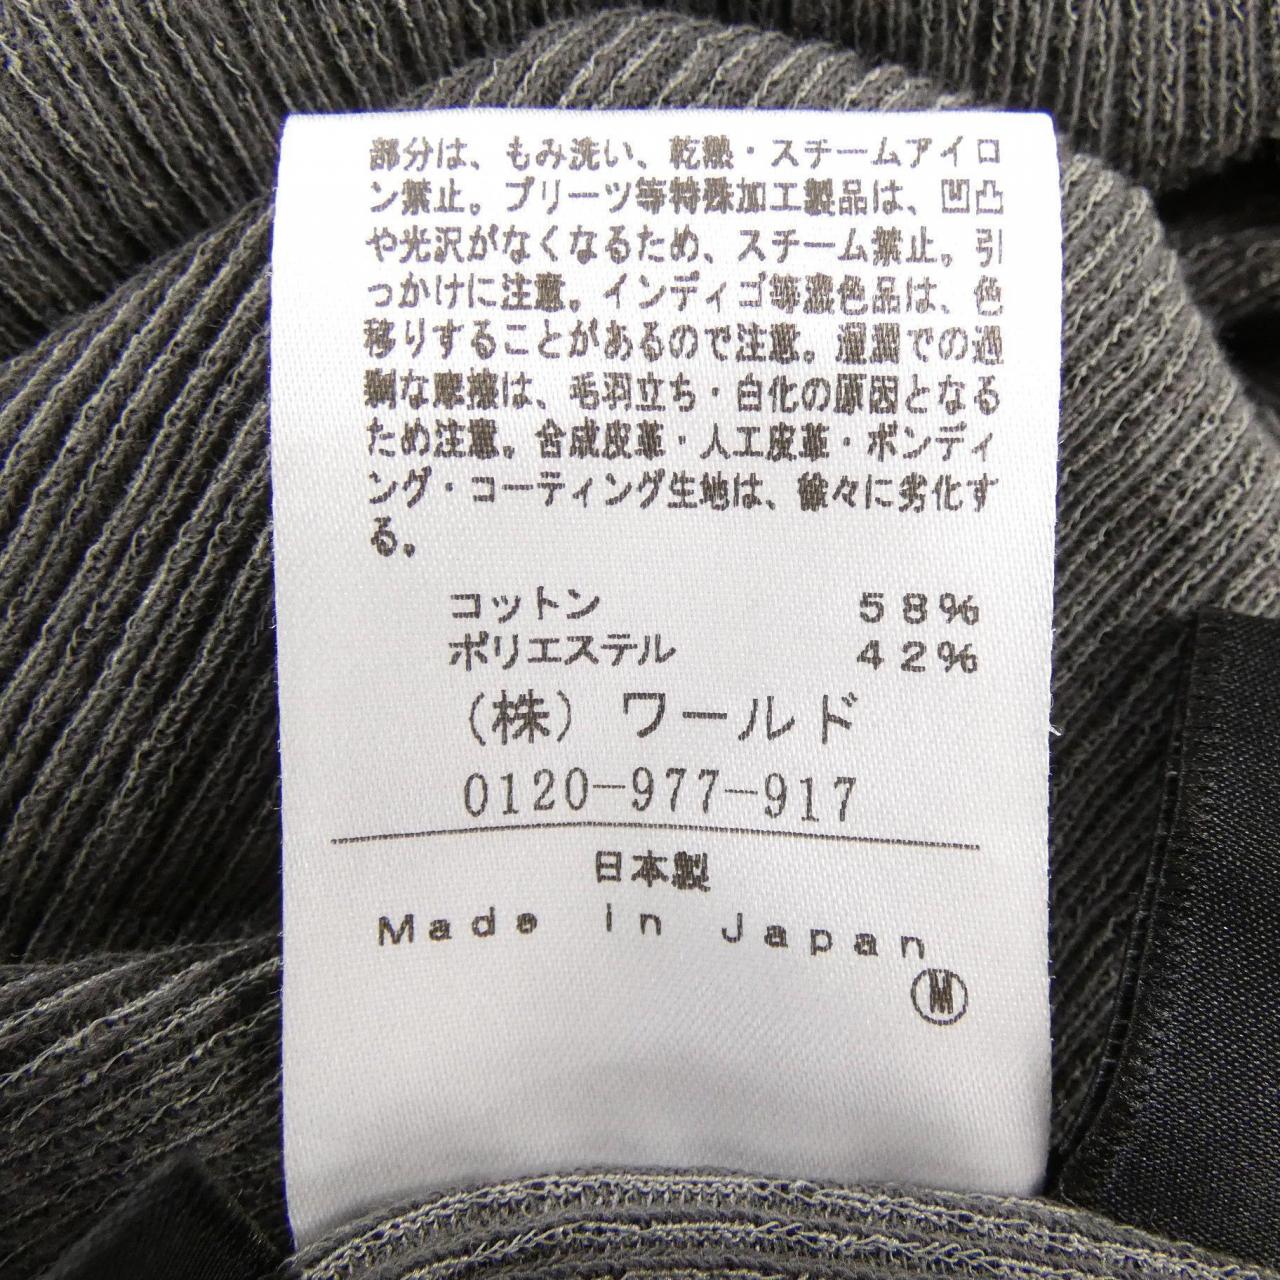 部分は、もみ洗い、乾熱・スチームアイロ
ン禁止。プリーツ等特殊加工製品は、凹凸
や光沢がなくなるため、スチーム禁止。引
っかけに注意。インディゴ等濃色品は、色
移りすることがあるので注意。湿潤での過
剰な摩擦は、毛羽立ち・白化の原因となる
ため注意。合成皮革・人工皮革・ボンディ
ング・コーティング生地は、徐々に劣化す
る。
コットン 58%
ポリエステル 42%
(株) ワールド
0120-977-917
日本製
Made in Japan
M